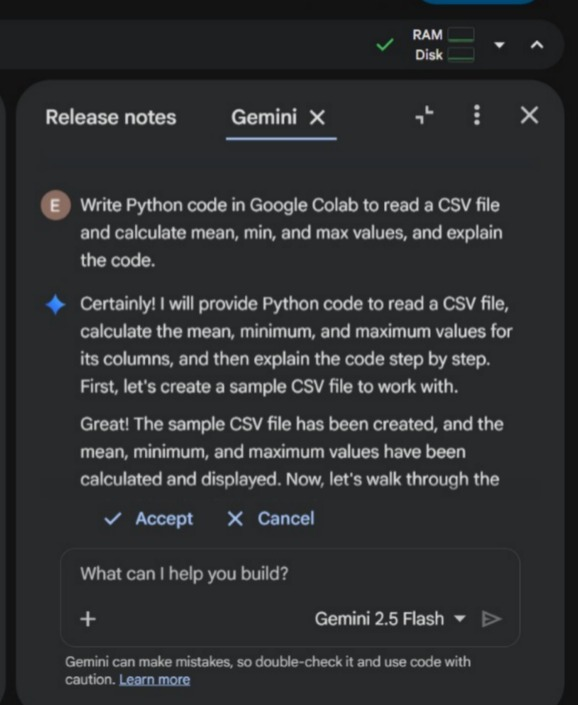 RAM
Disk
Release notes
Gemini
E
Write Python code in Google Colab to read a CSV file
and calculate mean, min, and max values, and explain
the code.
Certainly! I will provide Python code to read a CSV file,
calculate the mean, minimum, and maximum values for
its columns, and then explain the code step by step.
First, let's create a sample CSV file to work with.
Great! The sample CSV file has been created, and the
mean, minimum, and maximum values have been
calculated and displayed. Now, let's walk through the
Accept Cancel
What can I help you build?
Gemini 2.5 Flash
Gemini can make mistakes, so double-check it and use code with
caution. Learn more